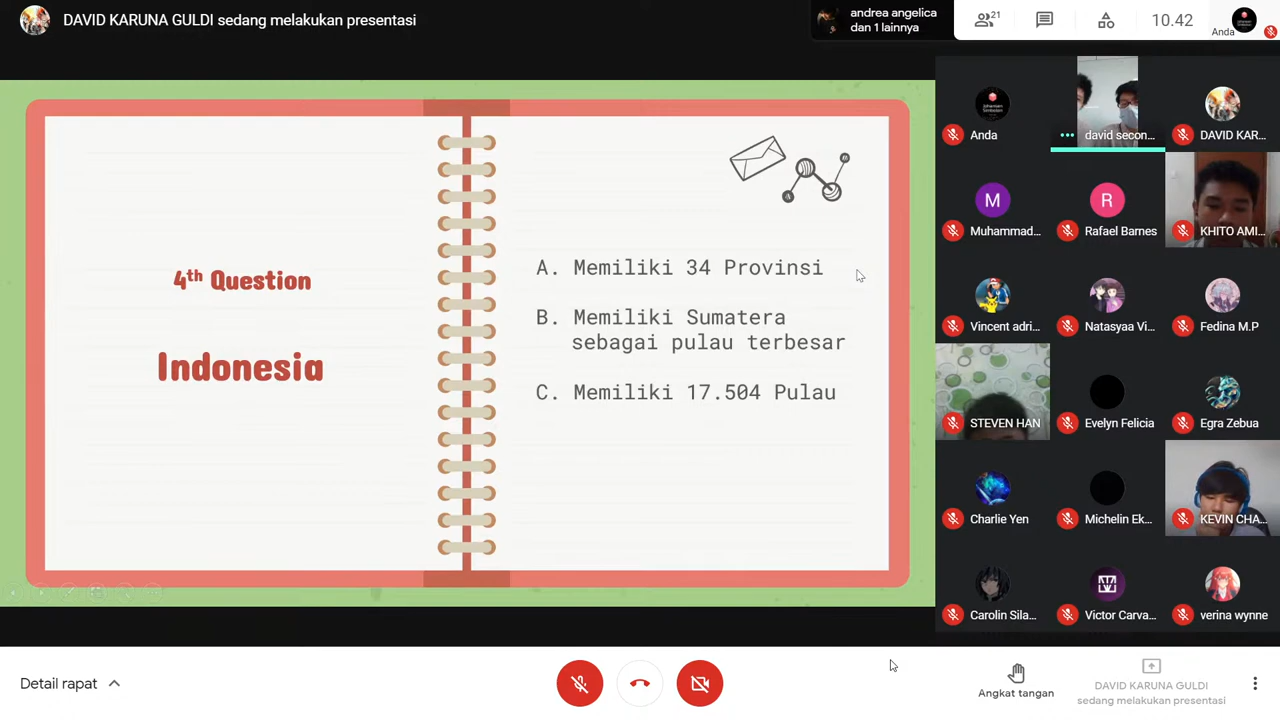 DAVID KARUNA GULDI sedang melakukan presentasi
andrea angelica
dan 1 lainnya
21
10.42
Anda
4th Question
Indonesia
A. Memiliki 34 Provinsi
B. Memiliki Sumatera
sebagai pulau terbesar
C. Memiliki 17.504 Pulau
Anda
david secon...
DAVID KAR...
Muhammad...
R
Rafael Barnes
M
KHITO AMI...
Vincent adri...
Natasyaa Vi...
Fedina M.P
STEVEN HAN
Evelyn Felicia
Egra Zebua
Charlie Yen
Michelin Ek...
KEVIN CHA...
Carolin Sila...
Victor Carva...
verina wynne
Detail rapat
Angkat tangan
DAVID KARUNA GULDI
sedang melakukan presentasi